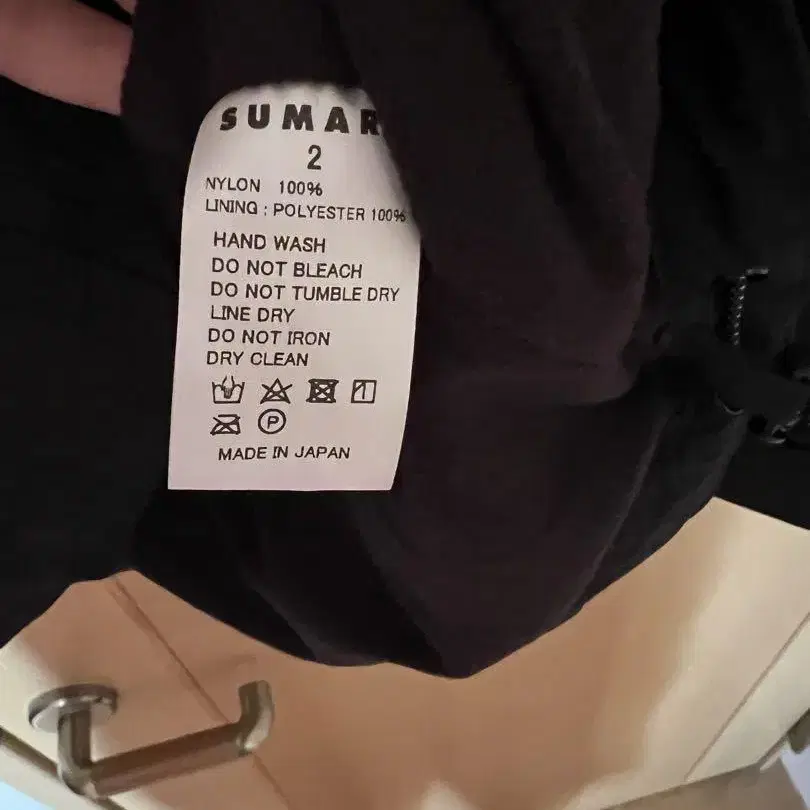 SUMAR
2
NYLON 100%
LINING : POLYESTER 100%
HAND WASH
DO NOT BLEACH
DO NOT TUMBLE DRY
LINE DRY
DO NOT IRON
DRY CLEAN
P
MADE IN JAPAN